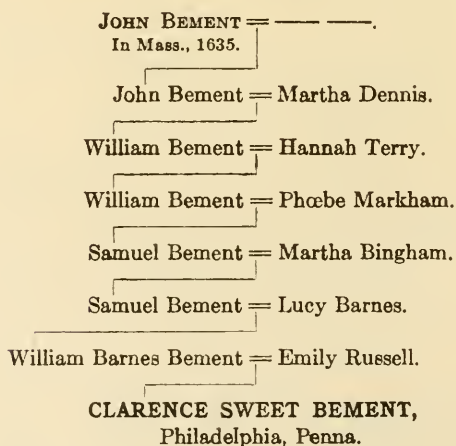 JOHN BEMENT = — — —.
In Mass., 1635.
John Bement = Martha Dennis.
William Bement = Hannah Terry.
William Bement = Phœbe Markham.
Samuel Bement = Martha Bingham.
Samuel Bement = Lucy Barnes.
William Barnes Bement = Emily Russell.
CLARENCE SWEET BEMENT,
Philadelphia, Penna.